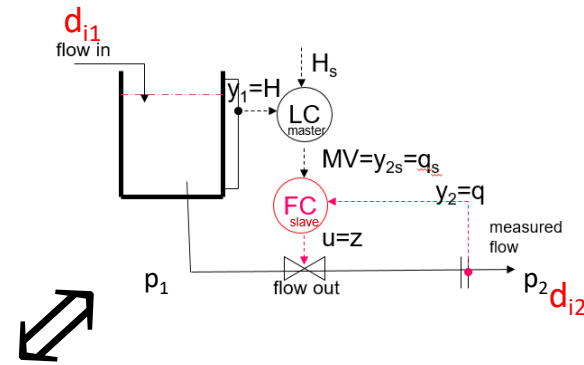 d_i1
flow in
H_s
y_1=H
LC
master
MV=y_2s=q_s
y_2=q
FC
slave
u=z
measured
flow
p_1
flow out
p_2
d_i2